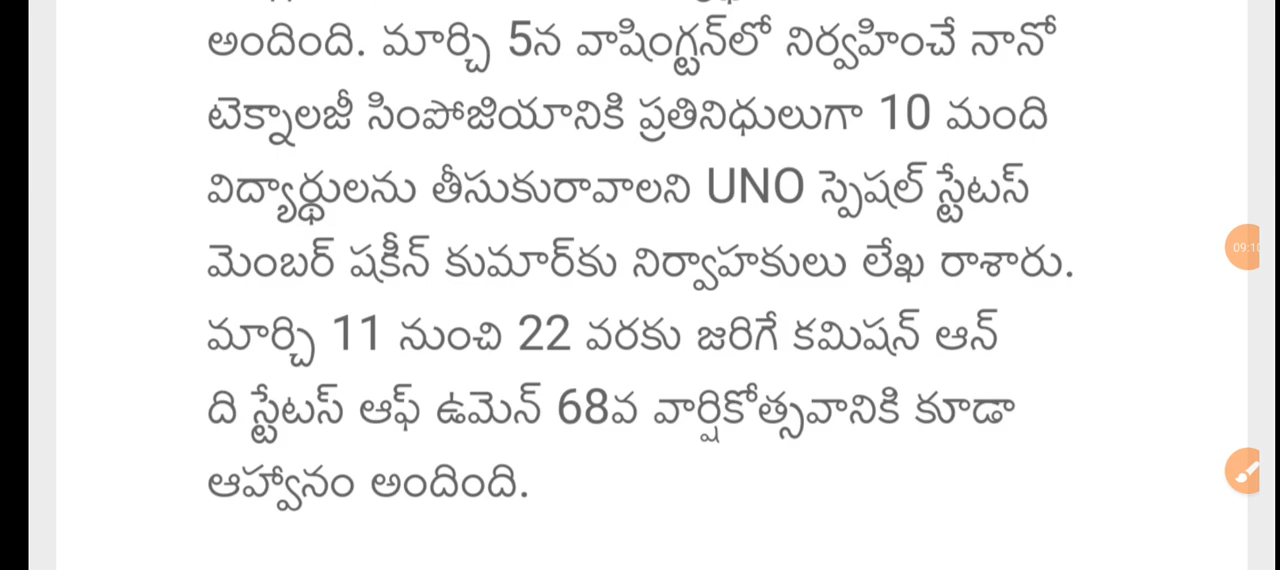 అందింది. మార్చి 5న వాషింగ్టన్‌లో నిర్వహించే నానో
టెక్నాలజీ సింపోజియానికి ప్రతినిధులుగా 10 మంది
విద్యార్థులను తీసుకురావాలని UNO స్పెషల్ స్టేటస్
మెంబర్ షకీన్ కుమార్‌కు నిర్వాహకులు లేఖ రాశారు.
మార్చి 11 నుంచి 22 వరకు జరిగే కమిషన్ ఆన్
ది స్టేటస్ ఆఫ్ ఉమెన్ 68వ వార్షికోత్సవానికి కూడా
ఆహ్వానం అందింది.